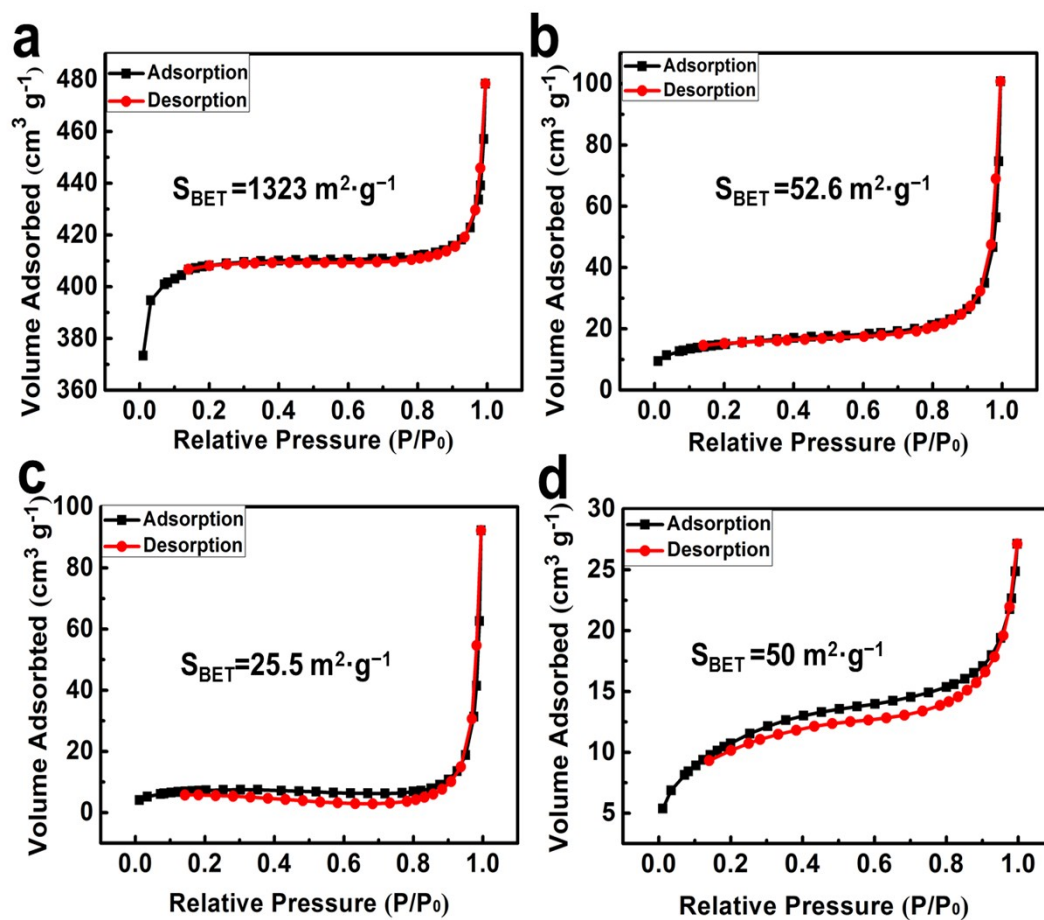 a
Adsorption
Desorption
S_BET=1323 m²·g⁻¹
Volume Adsorbed (cm³ g⁻¹)
480
460
440
420
400
380
360
0.0 0.2 0.4 0.6 0.8 1.0
Relative Pressure (P/P₀)
b
Adsorption
Desorption
S_BET=52.6 m²·g⁻¹
Volume Adsorbed (cm³ g⁻¹)
100
80
60
40
20
0
0.0 0.2 0.4 0.6 0.8 1.0
Relative Pressure (P/P₀)
c
Adsorption
Desorption
S_BET=25.5 m²·g⁻¹
Volume Adsorbted (cm³ g⁻¹)
100
80
60
40
20
0
0.0 0.2 0.4 0.6 0.8 1.0
Relative Pressure (P/P₀)
d
Adsorption
Desorption
S_BET=50 m²·g⁻¹
Volume Adsorbed (cm³ g⁻¹)
30
25
20
15
10
5
0.0 0.2 0.4 0.6 0.8 1.0
Relative Pressure (P/P₀)